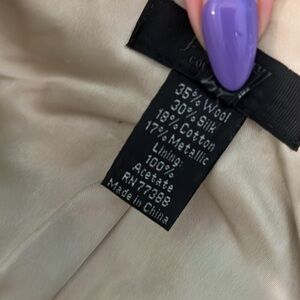 35% Wool
30% Silk
18% Cotton
17% Metallic
Lining:
100%
Acetate
RN 77388
Made in China